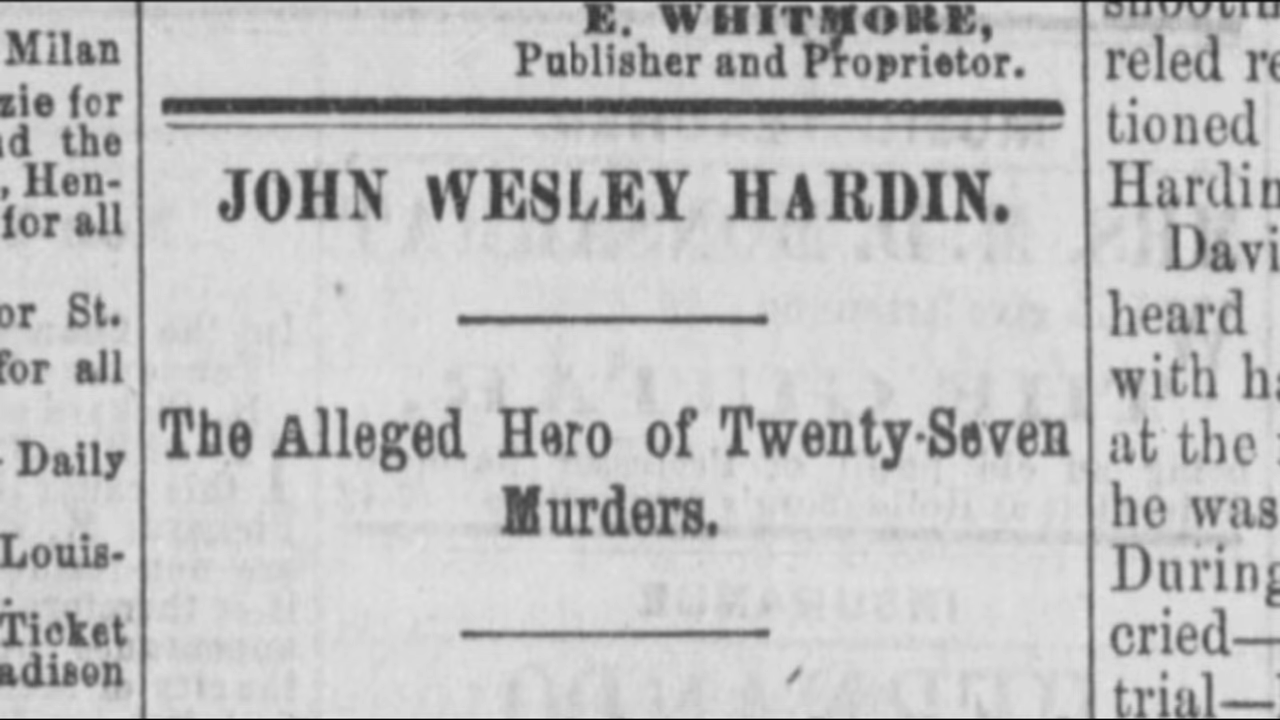 Milan
zie for
nd the
, Hen-
for all
or St.
for all
Daily
Louis-
Ticket
adison
E. WHITMORE,
Publisher and Proprietor.
JOHN WESLEY HARDIN.
The Alleged Hero of Twenty-Seven
Murders.
reled re
tioned
Hardin
Davi
heard
with ha
at the
he was
During
cried—
trial—